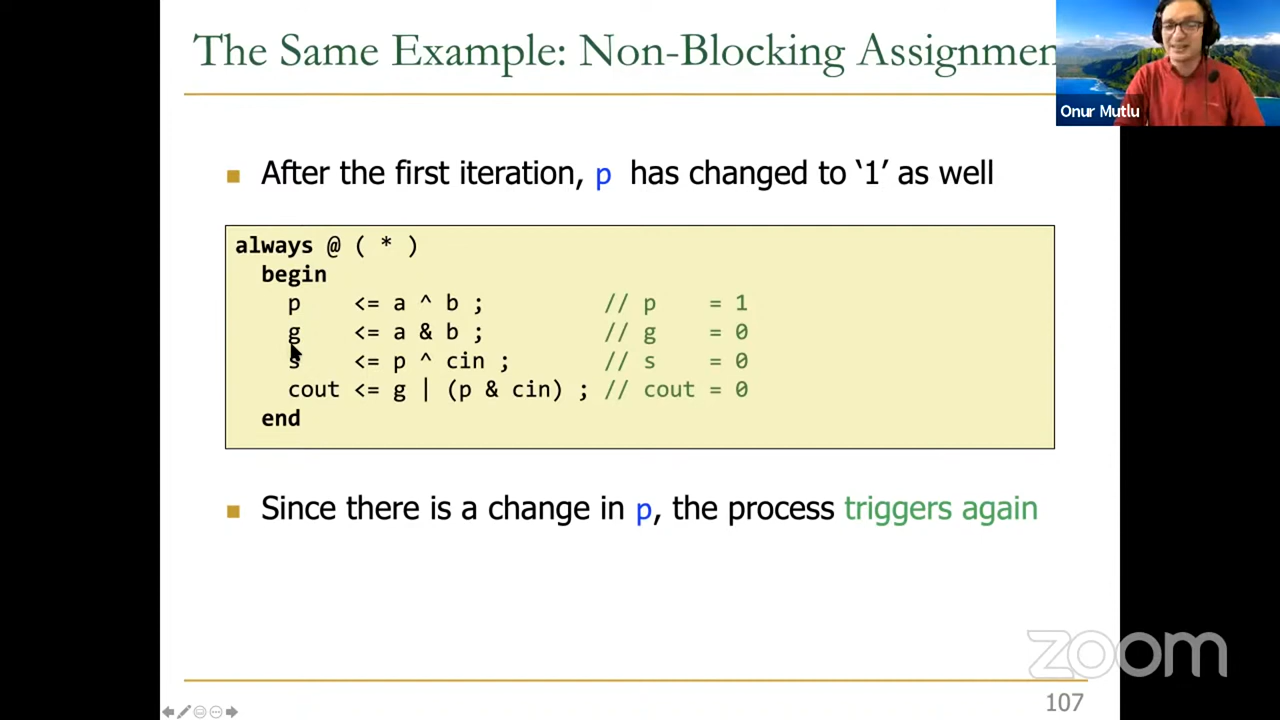 The Same Example: Non-Blocking Assignmen
Onur Mutlu
After the first iteration, p has changed to ‘1’ as well
always @ ( * )
begin
p <= a ^ b ; // p = 1
g <= a & b ; // g = 0
s <= p ^ cin ; // s = 0
cout <= g | (p & cin) ; // cout = 0
end
Since there is a change in p, the process triggers again
zoom
107